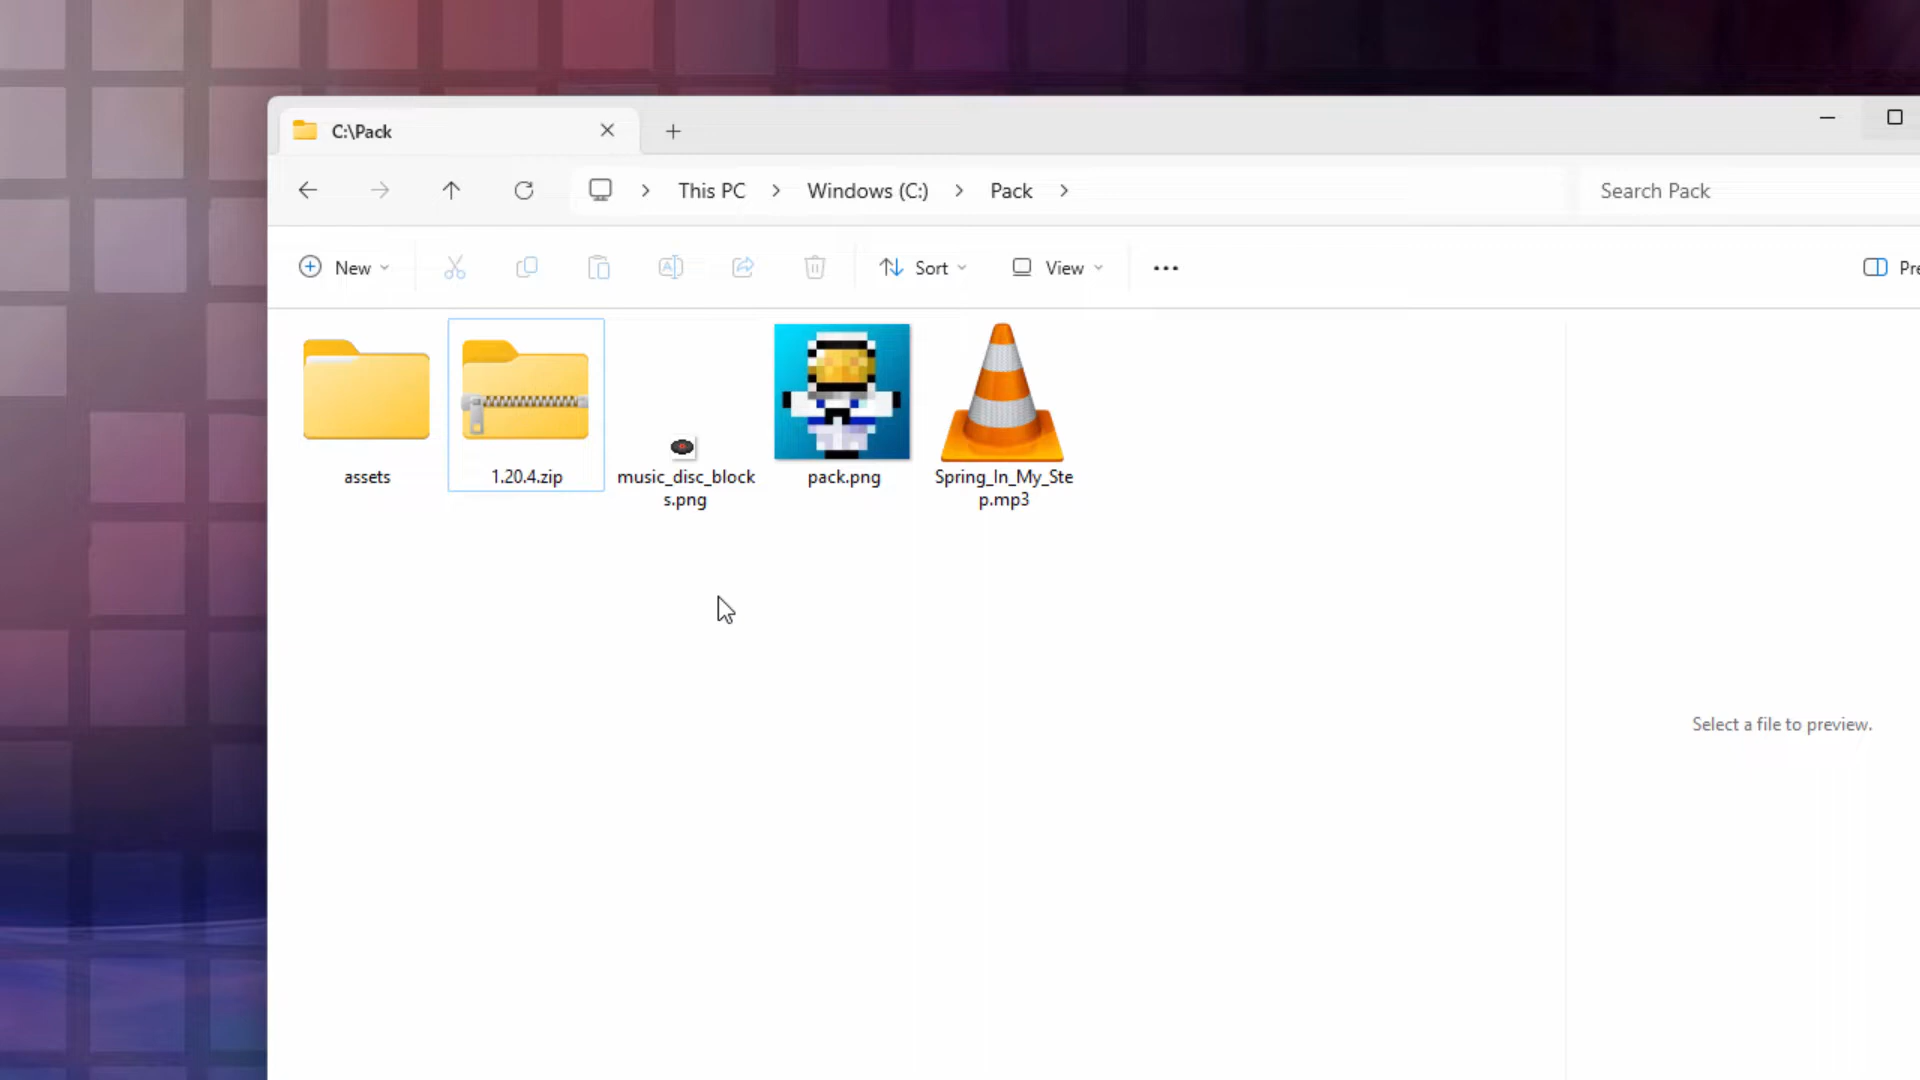 C:\Pack
This PC
Windows (C:)
Pack
Search Pack
New
Sort
View
Pre
assets
1.20.4.zip
music_disc_block
s.png
pack.png
Spring_In_My_Ste
p.mp3
Select a file to preview.